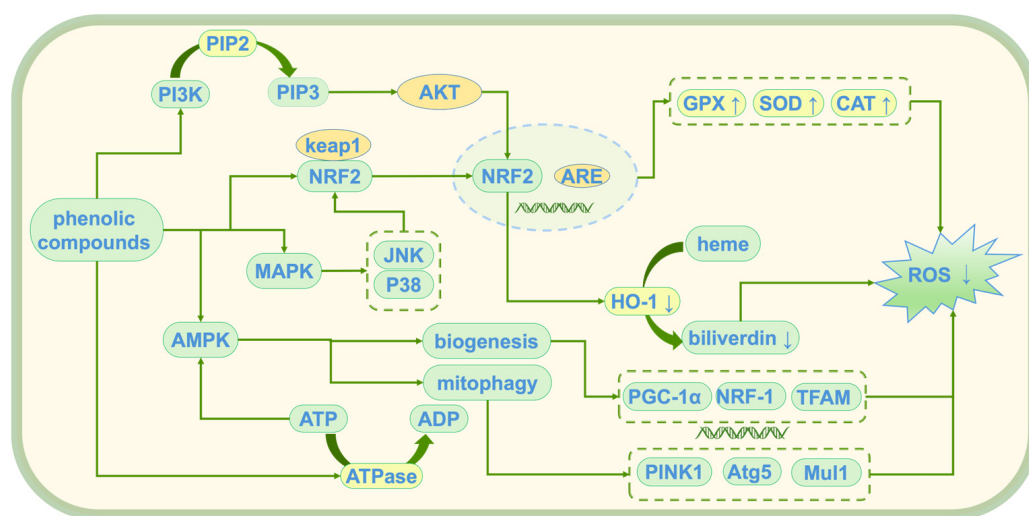 PIP2
PI3K
PIP3
AKT
GPX ↑
SOD ↑
CAT ↑
keap1
NRF2
NRF2
ARE
phenolic
compounds
MAPK
JNK
P38
heme
HO-1 ↓
biliverdin ↓
ROS ↓
AMPK
biogenesis
mitophagy
ATP
ADP
ATPase
PGC-1α
NRF-1
TFAM
PINK1
Atg5
Mul1